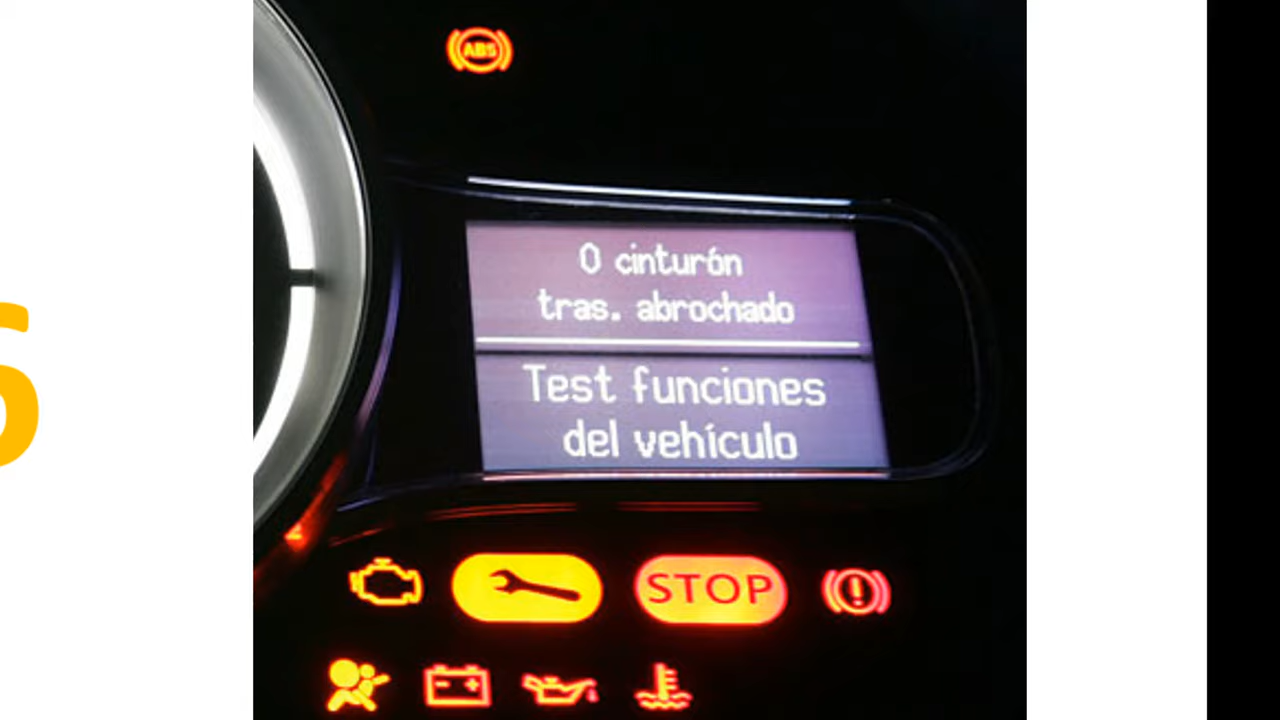 ABS
0 cinturón
tras. abrochado
Test funciones
del vehículo
STOP